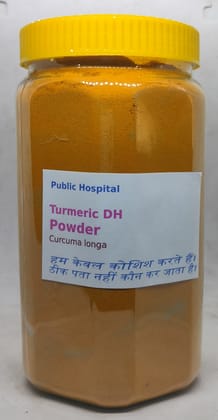 Public Hospital
Turmeric DH
Powder
Curcuma longa
हम केवल कोशिश करते हैं।
ठीक पता नहीं कौन कर जाता है।